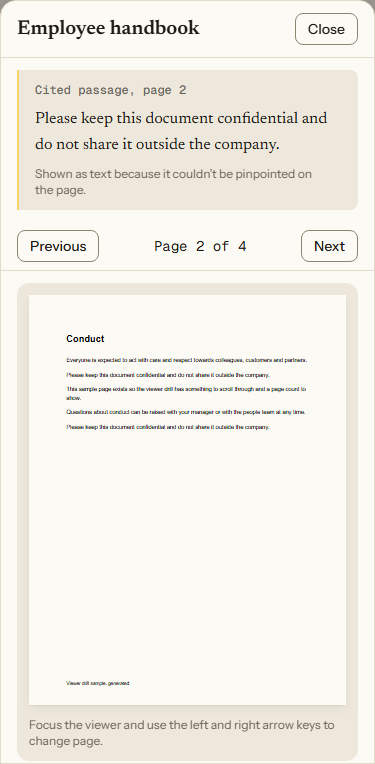 Employee handbook
Close
Cited passage, page 2
Please keep this document confidential and
do not share it outside the company.
Shown as text because it couldn't be pinpointed on
the page.
Previous
Page 2 of 4
Next
Conduct
Everyone is expected to act with care and respect towards colleagues, customers and partners.
Please keep this document confidential and do not share it outside the company.
This sample page exists so the viewer drill has something to scroll through and a page count to
show.
Questions about conduct can be raised with your manager or with the people team at any time.
Please keep this document confidential and do not share it outside the company.
Viewer drill sample, generated
Focus the viewer and use the left and right arrow keys to
change page.